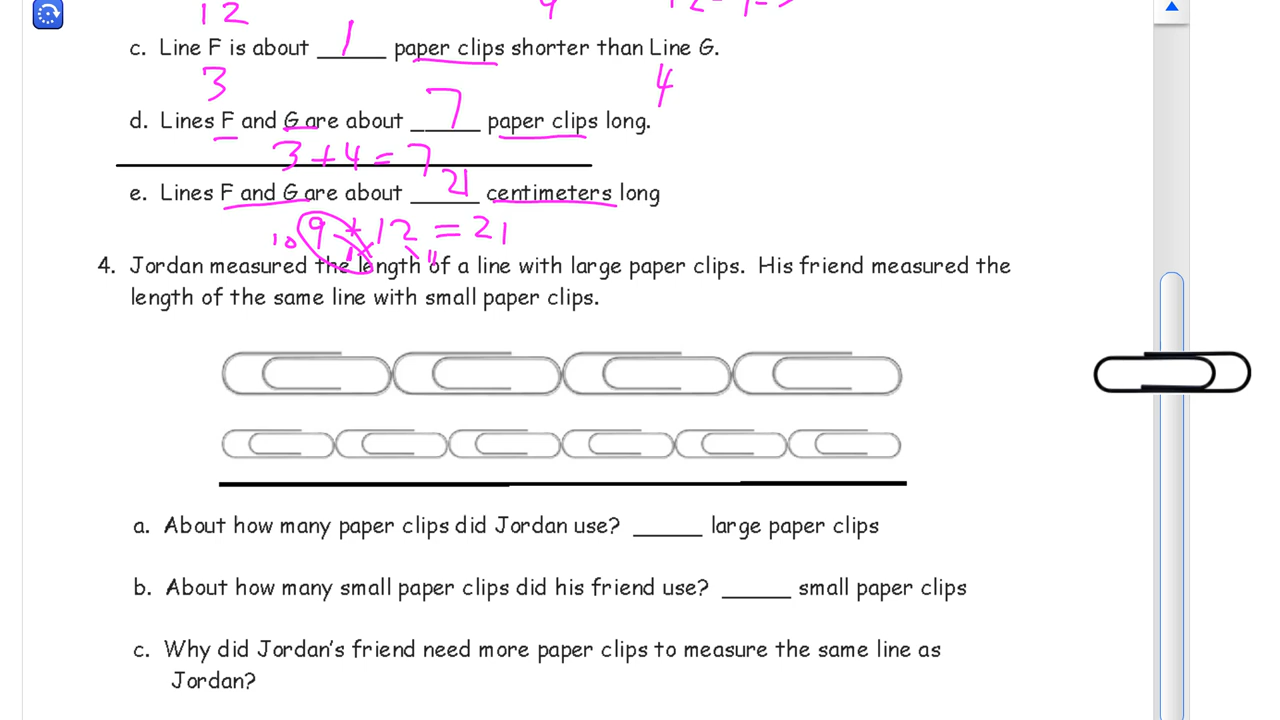 12
c. Line F is about 1 paper clips shorter than Line G.
3 4
d. Lines F and G are about 7 paper clips long.
3 + 4 = 7
e. Lines F and G are about 21 centimeters long
10 9 + 12 = 21
4. Jordan measured the length of a line with large paper clips. His friend measured the
length of the same line with small paper clips.
a. About how many paper clips did Jordan use? ______ large paper clips
b. About how many small paper clips did his friend use? ______ small paper clips
c. Why did Jordan's friend need more paper clips to measure the same line as
Jordan?